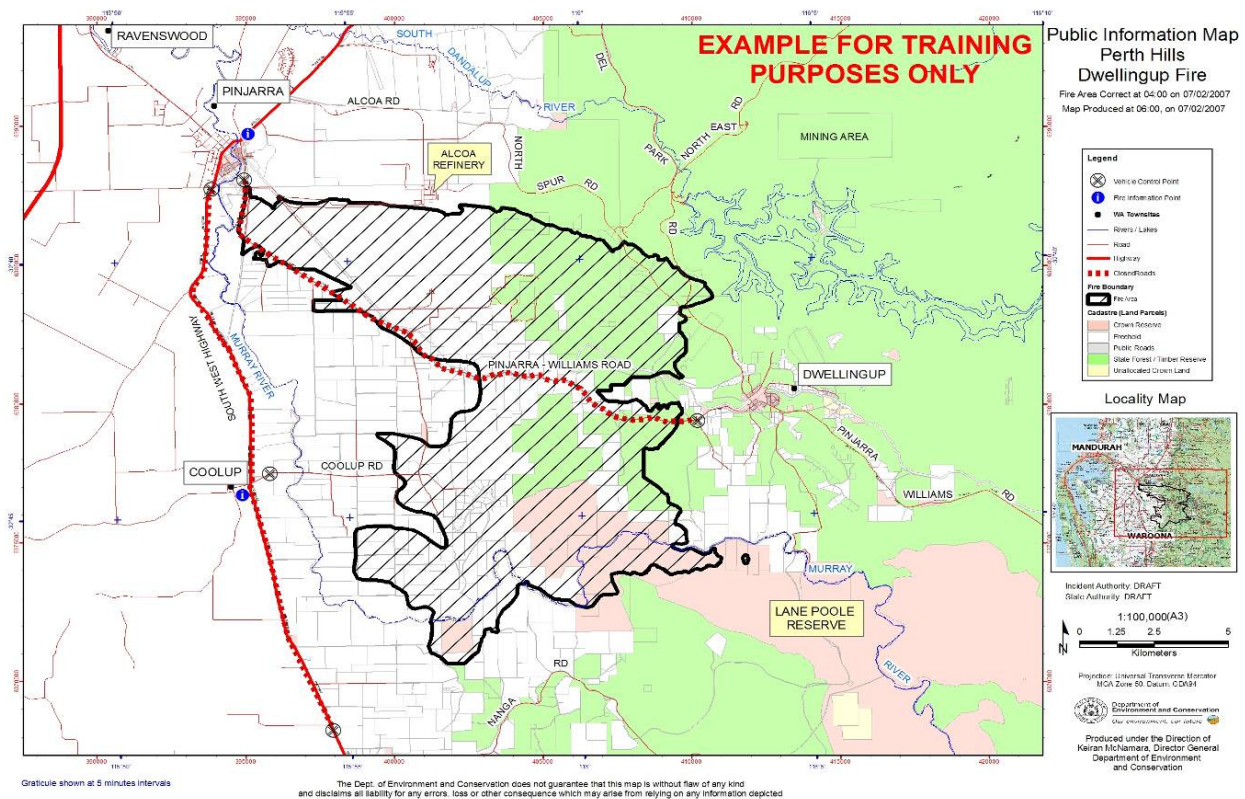 EXAMPLE FOR TRAINING
PURPOSES ONLY
RAVENSWOOD
PINJARRA
ALCOA RD
SOUTH
DANDALUP
RIVER
DEL
PARK
RD
NORTH
EAST
RD
MINING AREA
ALCOA
REFINERY
NORTH
SPUR
RD
SOUTH WEST HIGHWAY
MURRAY RIVER
PINJARRA - WILLIAMS ROAD
DWELLINGUP
PINJARRA
WILLIAMS
RD
COOLUP
COOLUP RD
MURRAY
RIVER
LANE POOLE
RESERVE
NANGA
RD
Public Information Map
Perth Hills
Dwellingup Fire
Fire Area Correct at 04:00 on 07/02/2007
Map Produced at 06:00, on 07/02/2007
Legend
Vehicle Control Point
Fire Information Point
WA Townsites
Rivers / Lakes
Road
Highway
ClosedRoads
Fire Boundary
Fire Area
Cadastre (Land Parcels)
Crown Reserve
Freehold
Public Roads
State Forest / Timber Reserve
Unallocated Crown Land
Locality Map
MANDURAH
WAROONA
Incident Authority: DRAFT
State Authority: DRAFT
1:100,000(A3)
0 1.25 2.5 5
Kilometers
N
Projection: Universal Transverse Mercator
MGA Zone 50. Datum: GDA94
Department of
Environment and Conservation
Our environment, our future
Produced under the Direction of
Keiran McNamara, Director General
Department of Environment
and Conservation
Graticule shown at 5 minutes intervals
The Dept. of Environment and Conservation does not guarantee that this map is without flaw of any kind
and disclaims all liability for any errors, loss or other consequence which may arise from relying on any information depicted